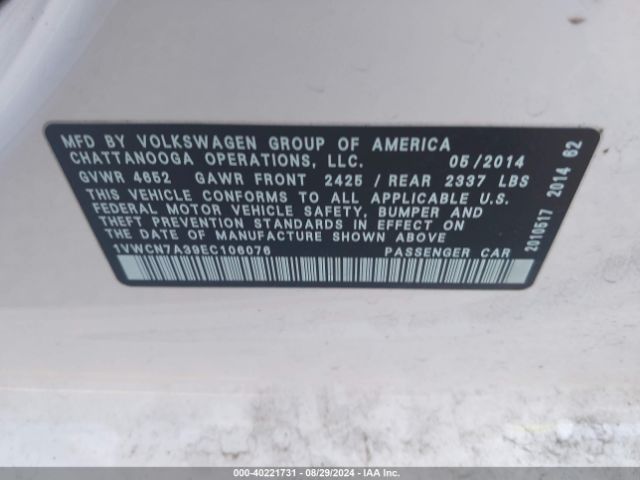 MFD BY VOLKSWAGEN GROUP OF AMERICA
CHATTANOOGA OPERATIONS, LLC. 05/2014
GVWR 4652 GAWR FRONT 2425 / REAR 2337 LBS
THIS VEHICLE CONFORMS TO ALL APPLICABLE U.S.
FEDERAL MOTOR VEHICLE SAFETY, BUMPER AND
THEFT PREVENTION STANDARDS IN EFFECT ON
THE DATE OF MANUFACTURE SHOWN ABOVE.
1VWCN7A39EC106076 PASSENGER CAR
2010517 2014 62
000-40221731 - 08/29/2024 - IAA Inc.